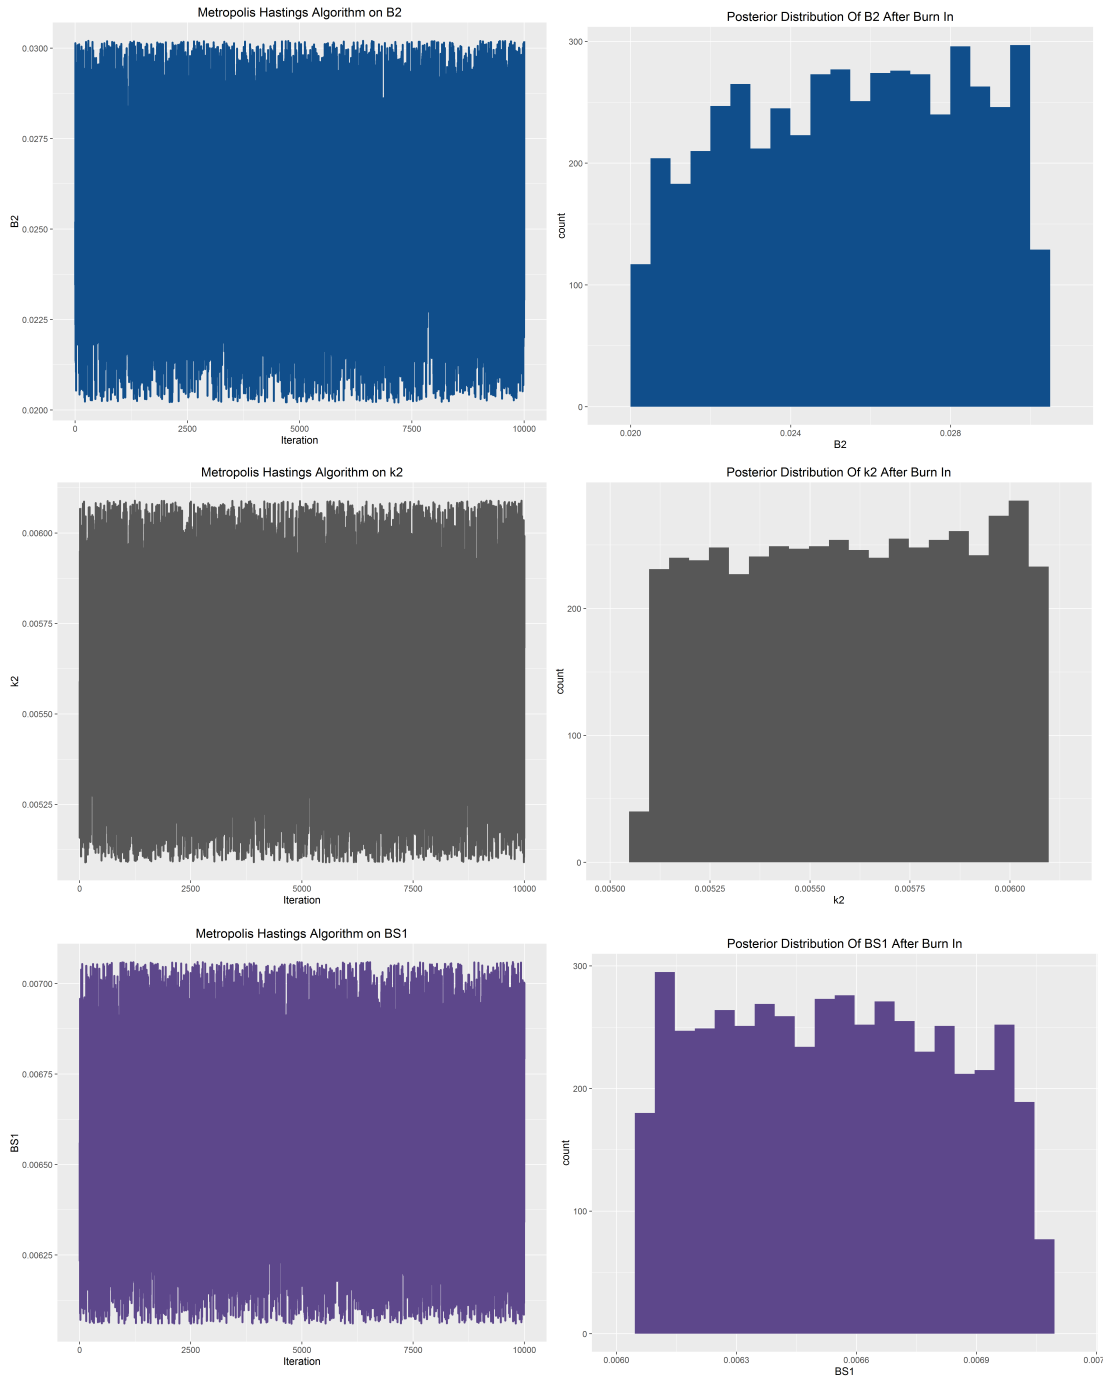 Metropolis Hastings Algorithm on B2
0.0300
0.0275
0.0250
0.0225
0.0200
B2
0 2500 5000 7500 10000
Iteration
Posterior Distribution Of B2 After Burn In
300
200
100
0
count
0.020 0.024 0.028
B2
Metropolis Hastings Algorithm on k2
0.00600
0.00575
0.00550
0.00525
k2
0 2500 5000 7500 10000
Iteration
Posterior Distribution Of k2 After Burn In
200
100
0
count
0.00500 0.00525 0.00550 0.00575 0.00600
k2
Metropolis Hastings Algorithm on BS1
0.00700
0.00675
0.00650
0.00625
BS1
0 2500 5000 7500 10000
Iteration
Posterior Distribution Of BS1 After Burn In
300
200
100
0
count
0.0060 0.0063 0.0066 0.0069 0.007
BS1